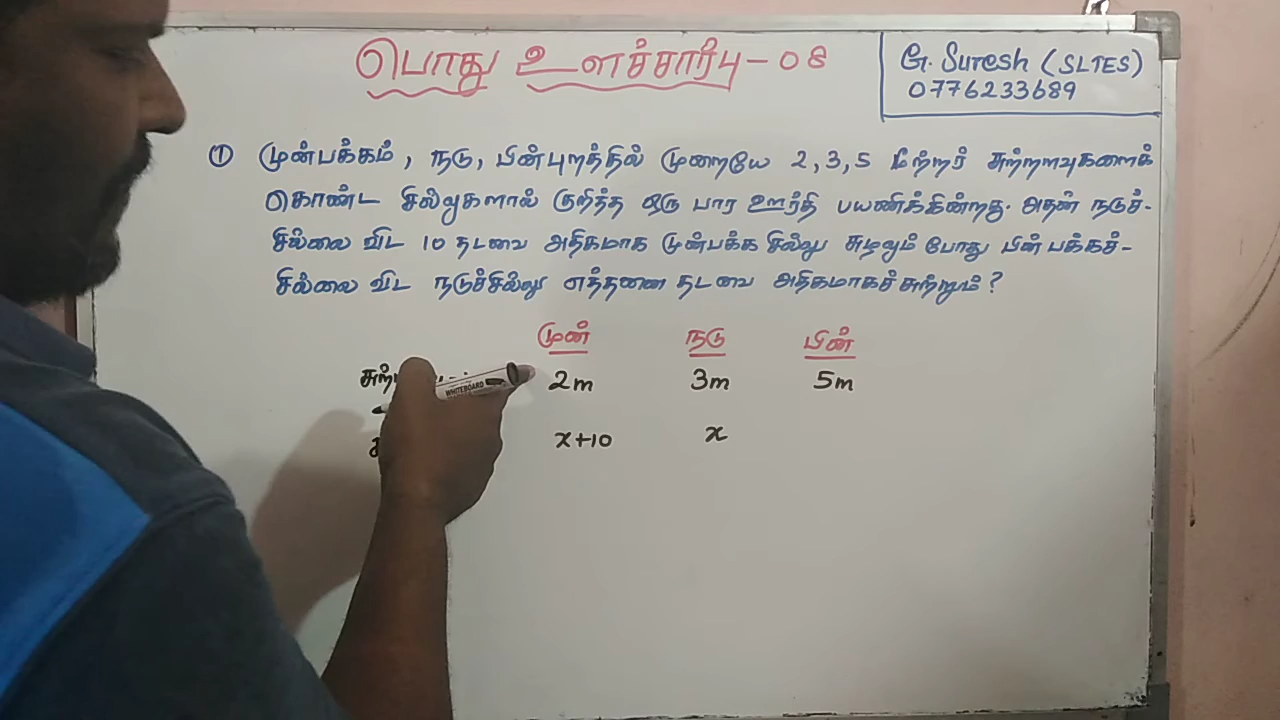 பொது உளச்சார்பு - 08
G. Suresh (SLTES)
0776233689
① முன்பக்கம், நடு, பின்புறத்தில் முறையே 2, 3, 5 மீற்றர் சுற்றளவுகளைக்
கொண்ட சில்லுகளால் குறித்த ஒரு பார ஊர்தி பயணிக்கின்றது. அதன் நடுச்-
சில்லை விட 10 தடவை அதிகமாக முன்பக்க சில்லு சுழலும் போது பின் பக்கச்-
சில்லை விட நடுச்சில்லு எத்தனை தடவை அதிகமாகச் சுற்றும்?
முன் நடு பின்
2m 3m 5m
x+10 x
WHITEBOARD